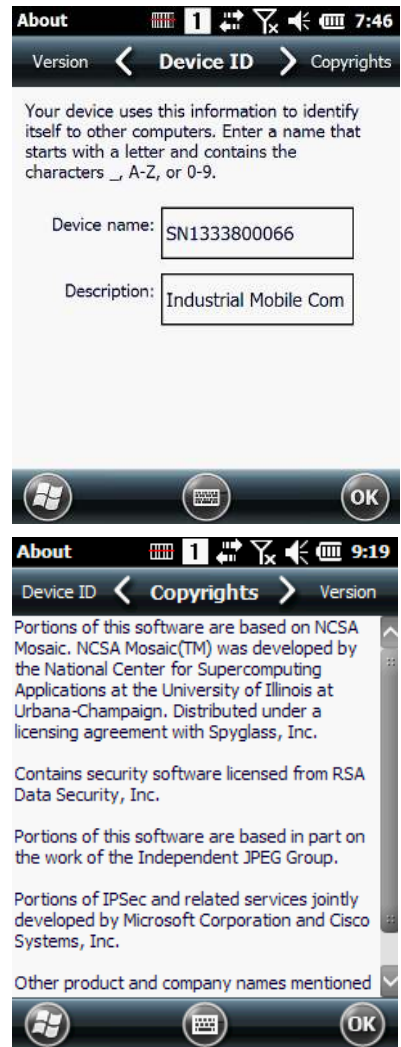 About 1 7:46
Version Device ID Copyrights
Your device uses this information to identify
itself to other computers. Enter a name that
starts with a letter and contains the
characters _, A-Z, or 0-9.
Device name: SN1333800066
Description: Industrial Mobile Com
OK
About 1 9:19
Device ID Copyrights Version
Portions of this software are based on NCSA
Mosaic. NCSA Mosaic(TM) was developed by
the National Center for Supercomputing
Applications at the University of Illinois at
Urbana-Champaign. Distributed under a
licensing agreement with Spyglass, Inc.
Contains security software licensed from RSA
Data Security, Inc.
Portions of this software are based in part on
the work of the Independent JPEG Group.
Portions of IPSec and related services jointly
developed by Microsoft Corporation and Cisco
Systems, Inc.
Other product and company names mentioned
OK